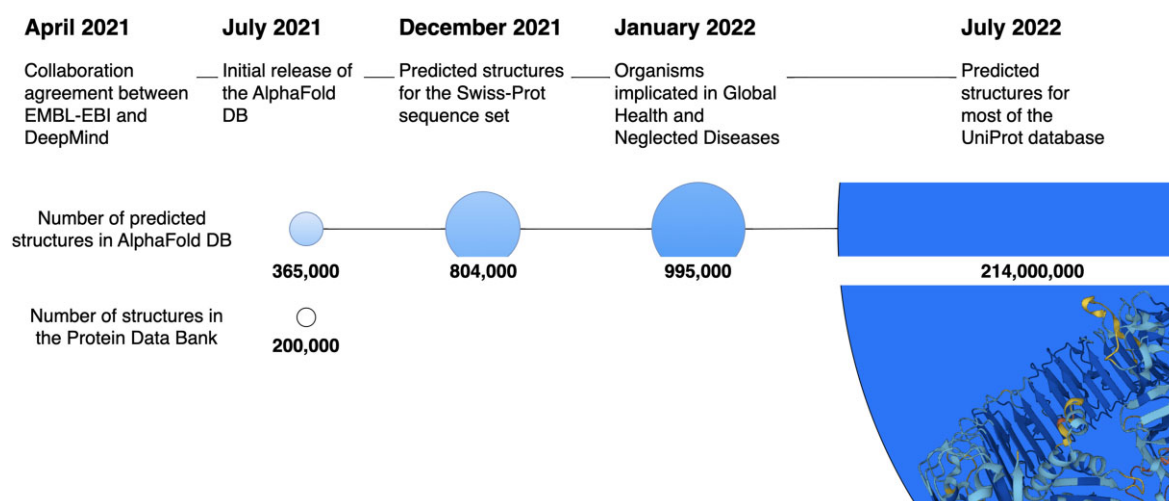 April 2021
July 2021
December 2021
January 2022
July 2022
Collaboration
agreement between
EMBL-EBI and
DeepMind
Initial release of
the AlphaFold
DB
Predicted structures
for the Swiss-Prot
sequence set
Organisms
implicated in Global
Health and
Neglected Diseases
Predicted
structures for
most of the
UniProt database
Number of predicted
structures in AlphaFold DB
365,000
804,000
995,000
214,000,000
Number of structures in
the Protein Data Bank
200,000